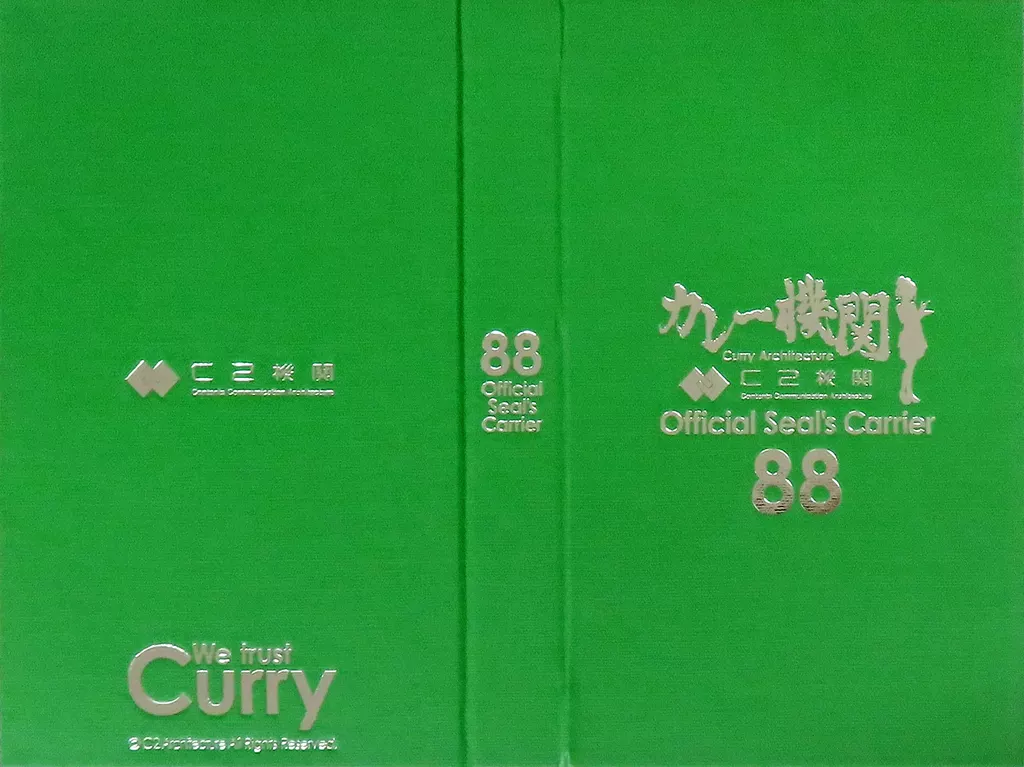 C2機関
Contents Communication Architecture
We trust
Curry
© C2 Architecture All Rights Reserved.
88
Official
Seal's
Carrier
カレー機関
Curry Architecture
C2機関
Contents Communication Architecture
Official Seal's Carrier
88